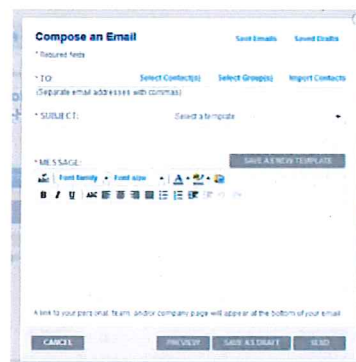 Compose an Email
Sent Emails Saved Drafts
* Required fields
* TO: Select Contact(s) Select Group(s) Import Contacts
(Separate email addresses with commas)
* SUBJECT: Select a template
* MESSAGE: SAVE AS NEW TEMPLATE
ABC Font family Font size A
B I U ABC
A link to your personal, team, and/or company page will appear at the bottom of your email.
CANCEL PREVIEW SAVE AS DRAFT SEND